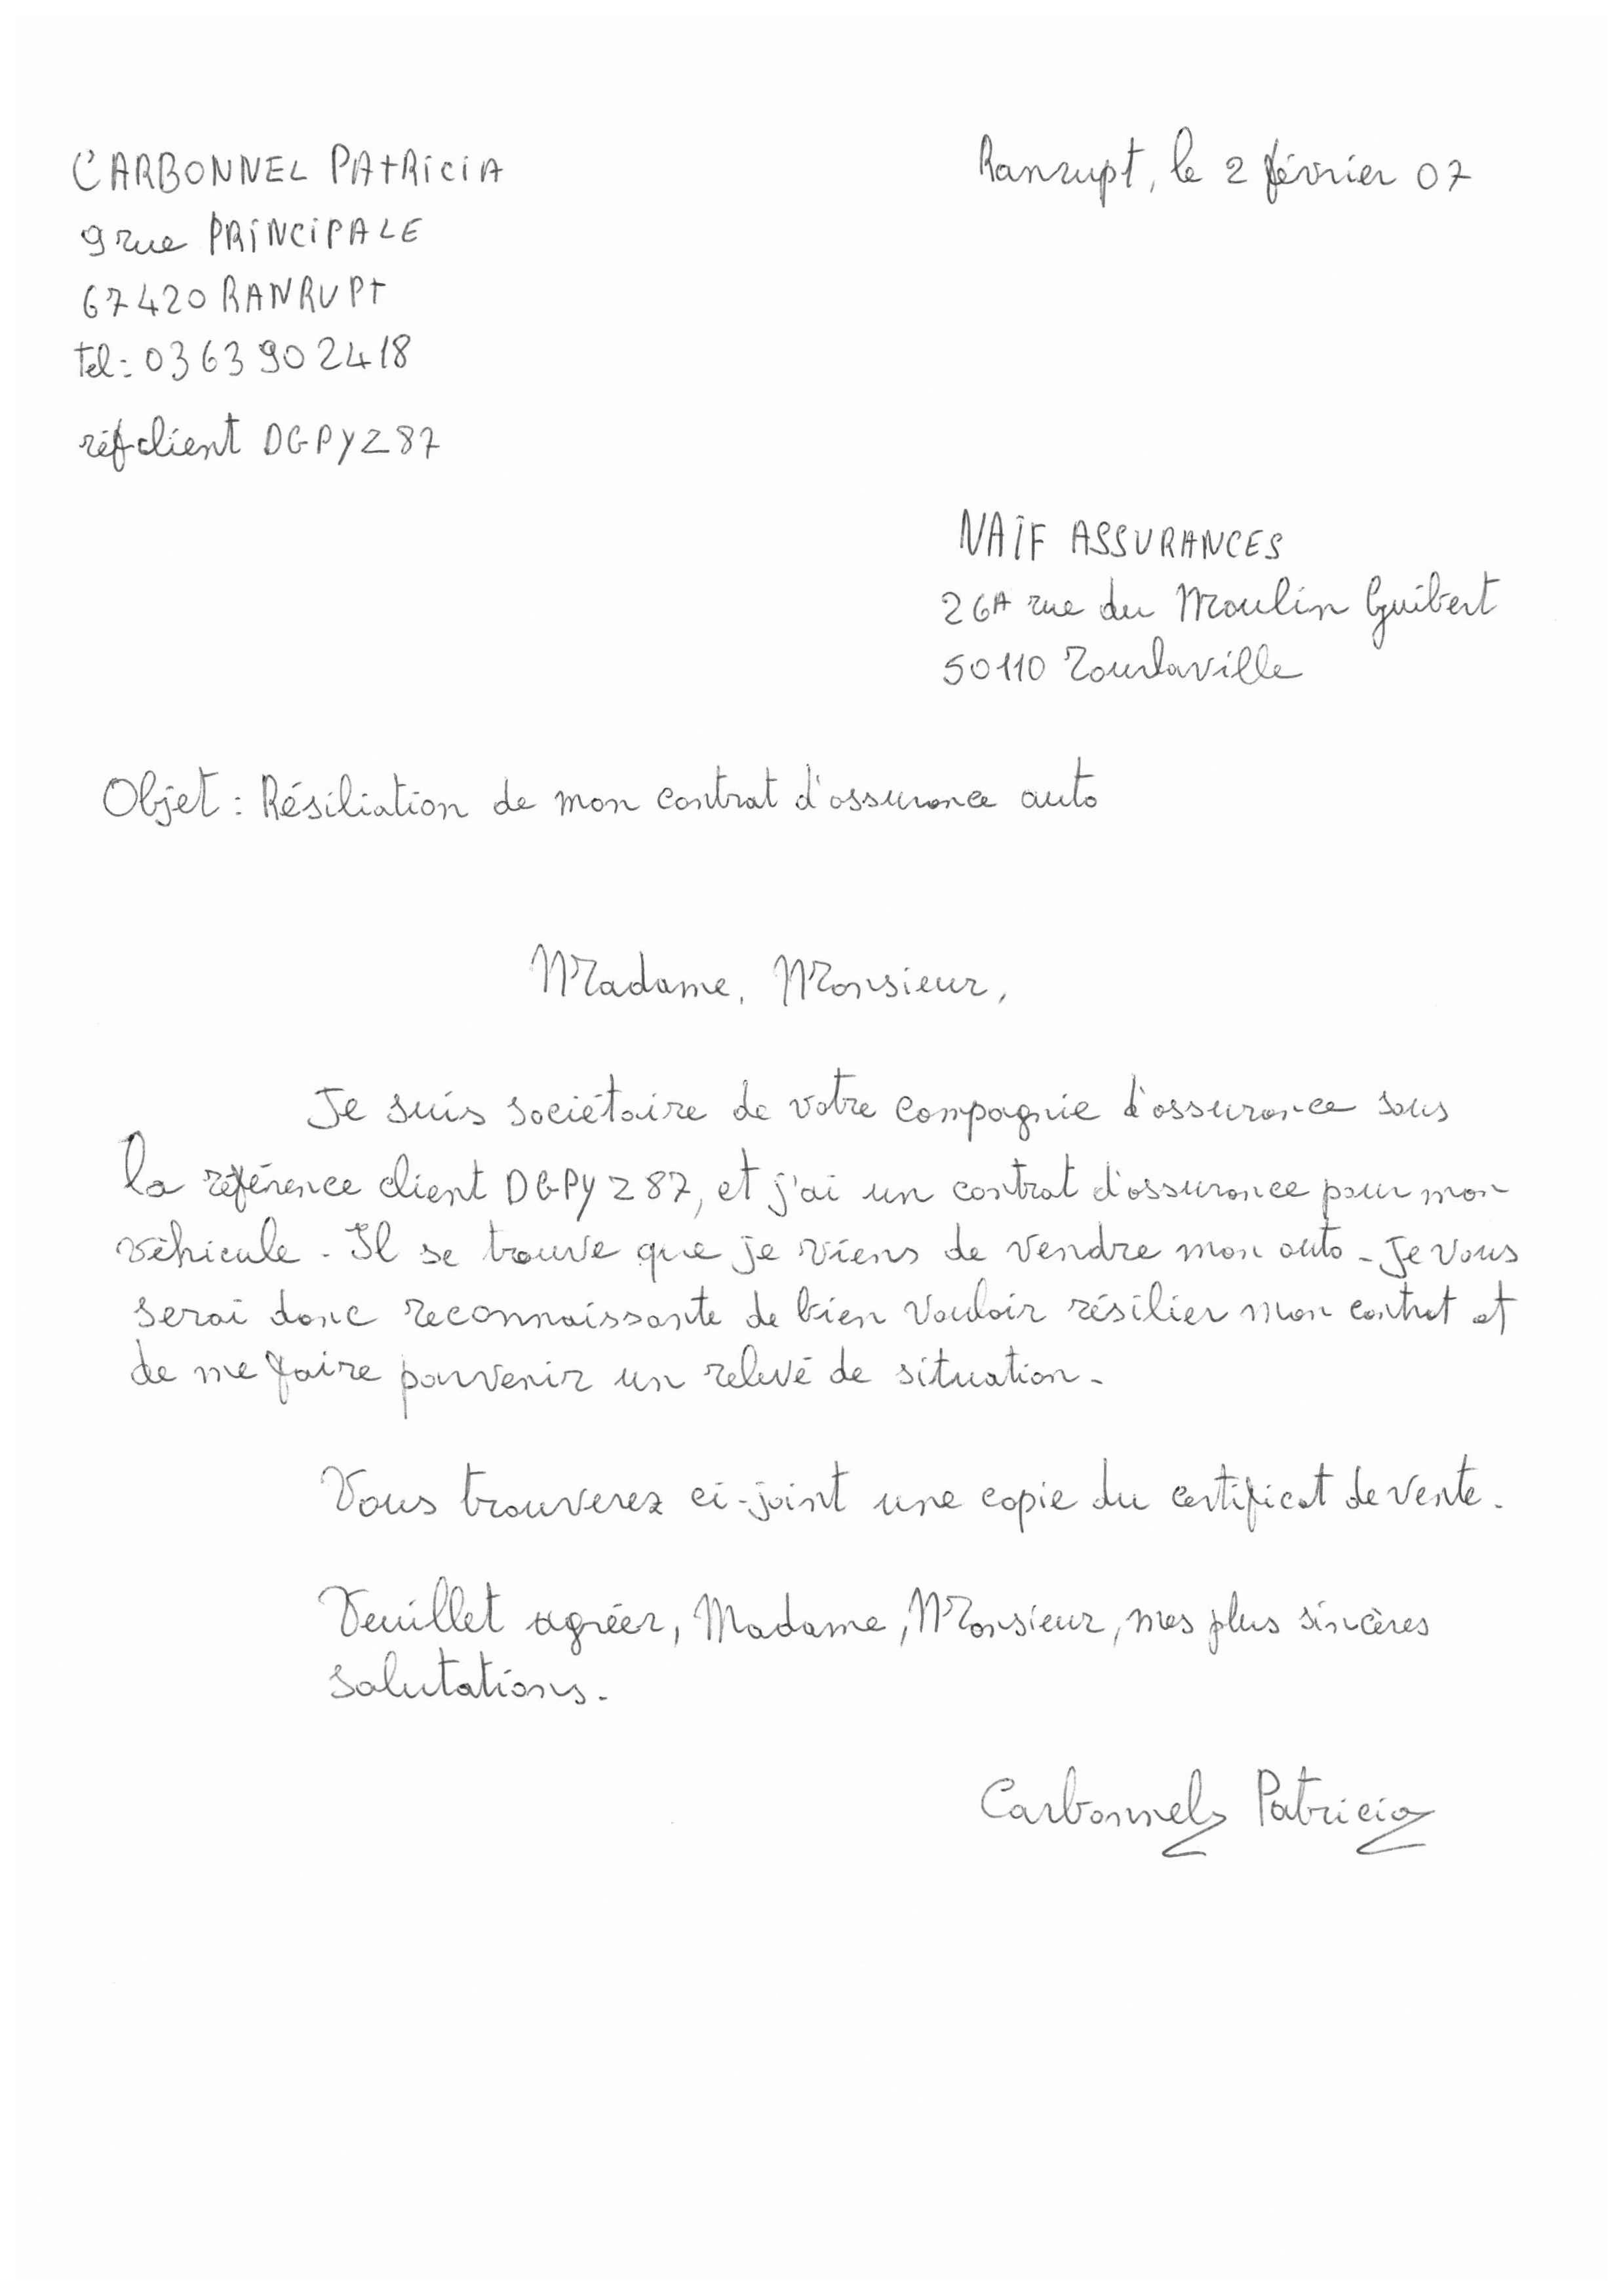 CARBONNEL PATRICIA
Ranrupt, le 2 février 07
9 rue PRINCIPALE
67420 RANRUPT
tel: 03 63 90 24 18
réf client DGPYZ87
NAÏF ASSURANCES
26A rue du Moulin Guibert
50110 Tourlaville
Objet : Résiliation de mon contrat d'assurance auto
Madame, Monsieur,
Je suis sociétaire de votre compagnie d'assurance sous
la référence client DGPYZ87, et j'ai un contrat d'assurance pour mon
véhicule. Il se trouve que je viens de vendre mon auto. Je vous
serai donc reconnaissante de bien vouloir résilier mon contrat et
de me faire parvenir un relevé de situation.
Vous trouverez ci-joint une copie du certificat de vente.
Veuillet agréer, Madame, Monsieur, mes plus sincères
salutations.
Carbonnel Patricia